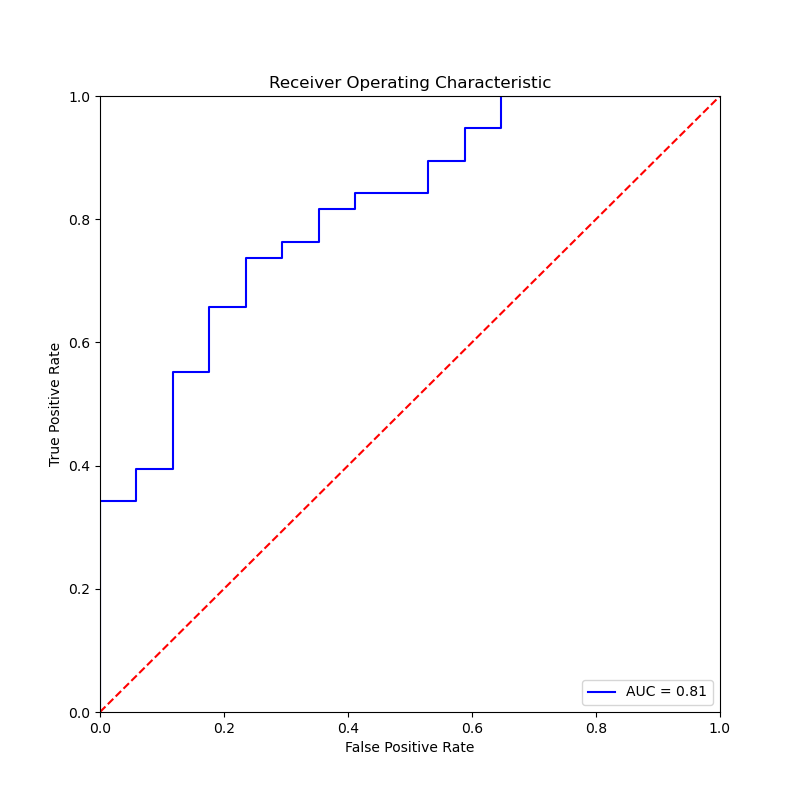 Receiver Operating Characteristic
1.0
0.8
0.6
0.4
0.2
0.0
True Positive Rate
AUC = 0.81
0.0 0.2 0.4 0.6 0.8 1.0
False Positive Rate